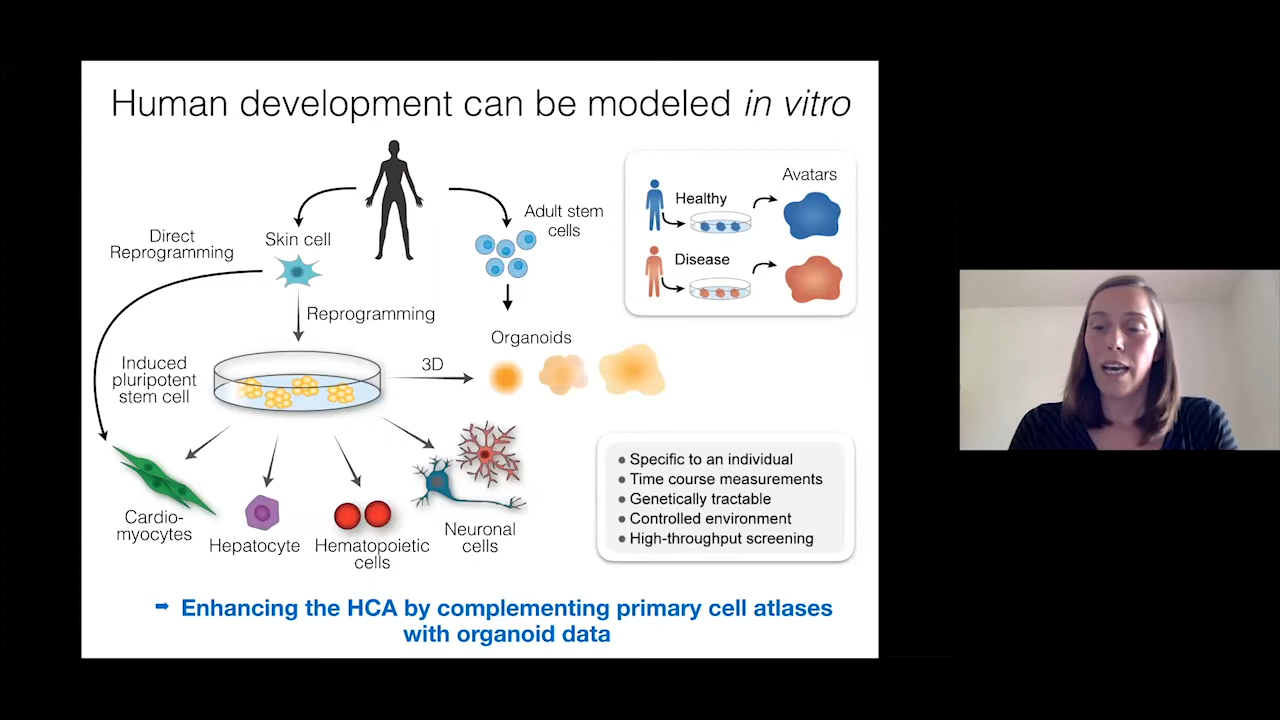 Human development can be modeled in vitro
Direct
Reprogramming
Skin cell
Adult stem
cells
Reprogramming
Induced
pluripotent
stem cell
3D
Organoids
Cardio-
myocytes
Hepatocyte
Hematopoietic
cells
Neuronal
cells
Avatars
Healthy
Disease
● Specific to an individual
● Time course measurements
● Genetically tractable
● Controlled environment
● High-throughput screening
➡ Enhancing the HCA by complementing primary cell atlases
with organoid data